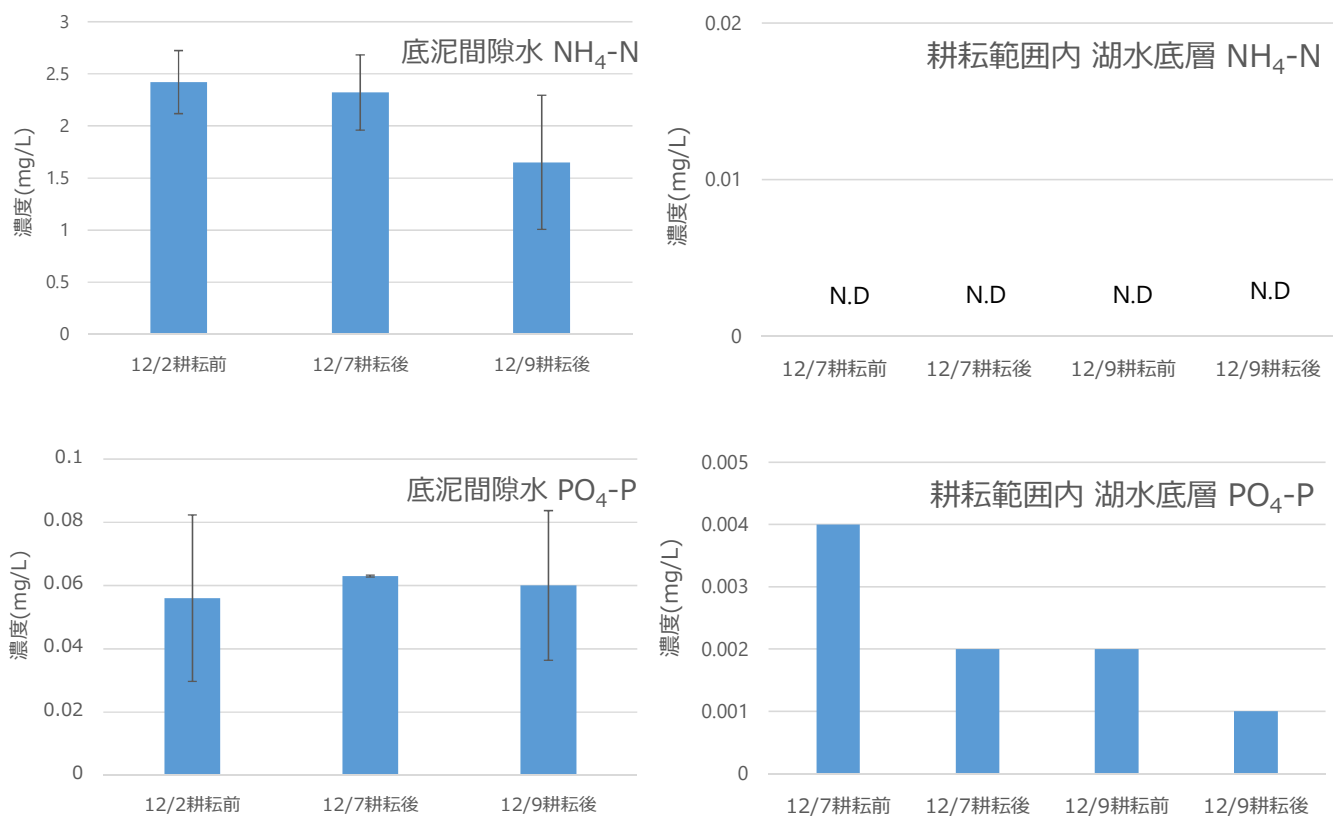 底泥間隙水 NH₄-N
濃度(mg/L)
3
2.5
2
1.5
1
0.5
0
12/2耕耘前
12/7耕耘後
12/9耕耘後
耕耘範囲内 湖水底層 NH₄-N
濃度(mg/L)
0.02
0.01
0
N.D
N.D
N.D
N.D
12/7耕耘前
12/7耕耘後
12/9耕耘前
12/9耕耘後
底泥間隙水 PO₄-P
濃度(mg/L)
0.1
0.08
0.06
0.04
0.02
0
12/2耕耘前
12/7耕耘後
12/9耕耘後
耕耘範囲内 湖水底層 PO₄-P
濃度(mg/L)
0.005
0.004
0.003
0.002
0.001
0
12/7耕耘前
12/7耕耘後
12/9耕耘前
12/9耕耘後